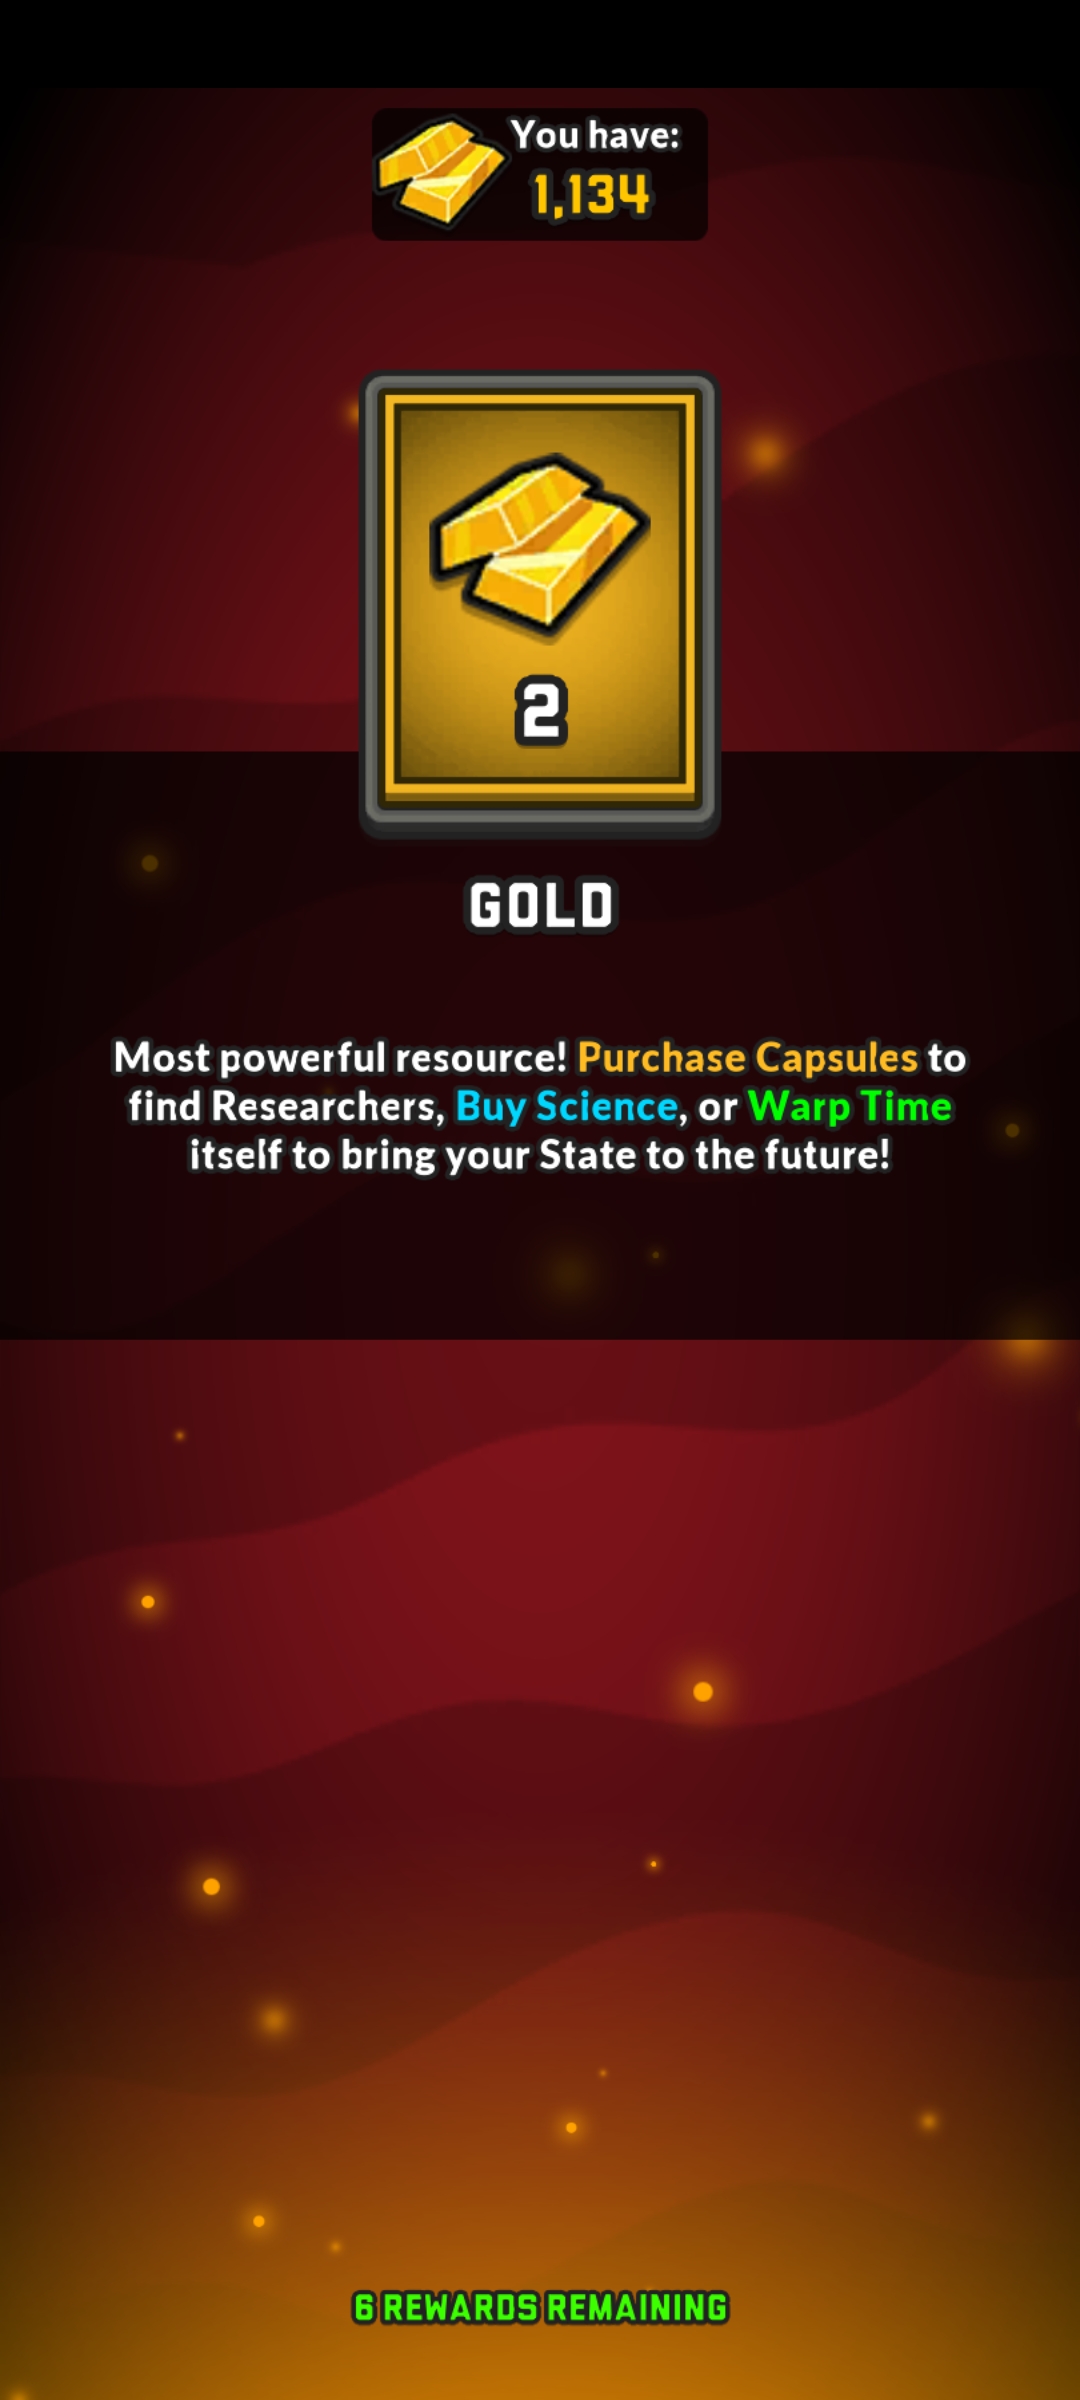 You have:
1,134
2
GOLD
Most powerful resource! Purchase Capsules to
find Researchers, Buy Science, or Warp Time
itself to bring your State to the future!
6 REWARDS REMAINING